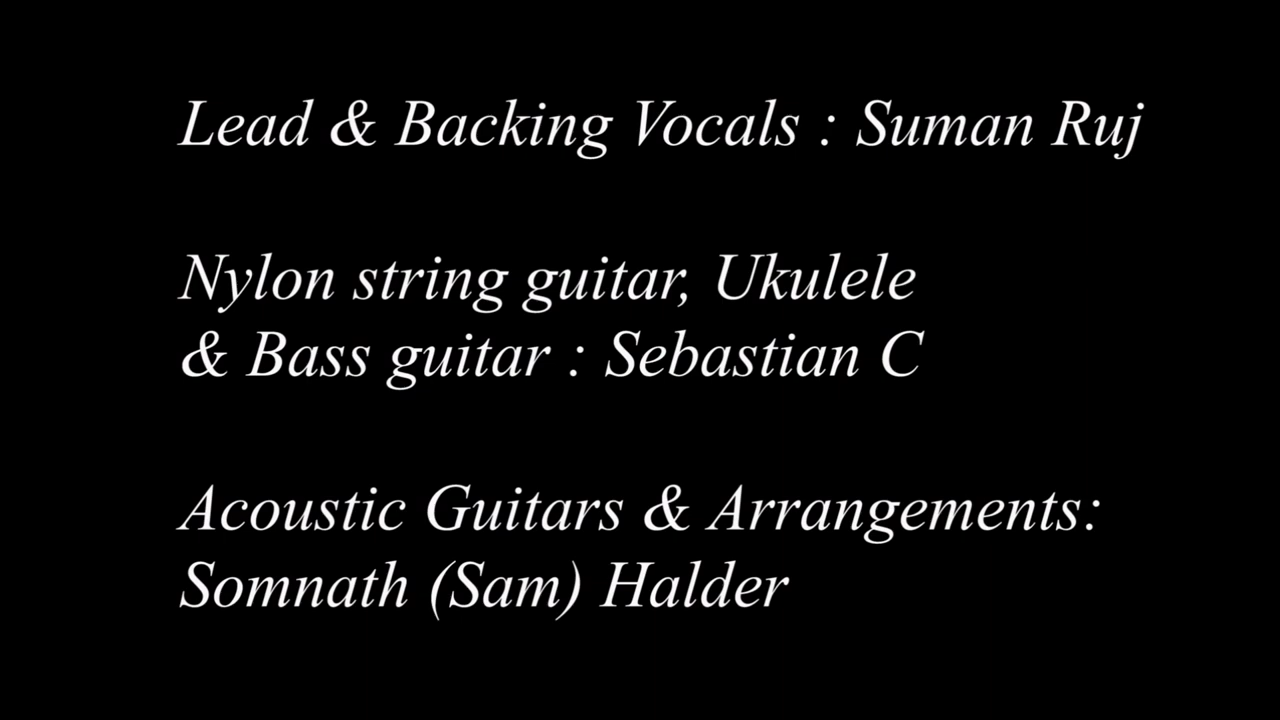 Lead & Backing Vocals : Suman Ruj
Nylon string guitar, Ukulele
& Bass guitar : Sebastian C
Acoustic Guitars & Arrangements:
Somnath (Sam) Halder